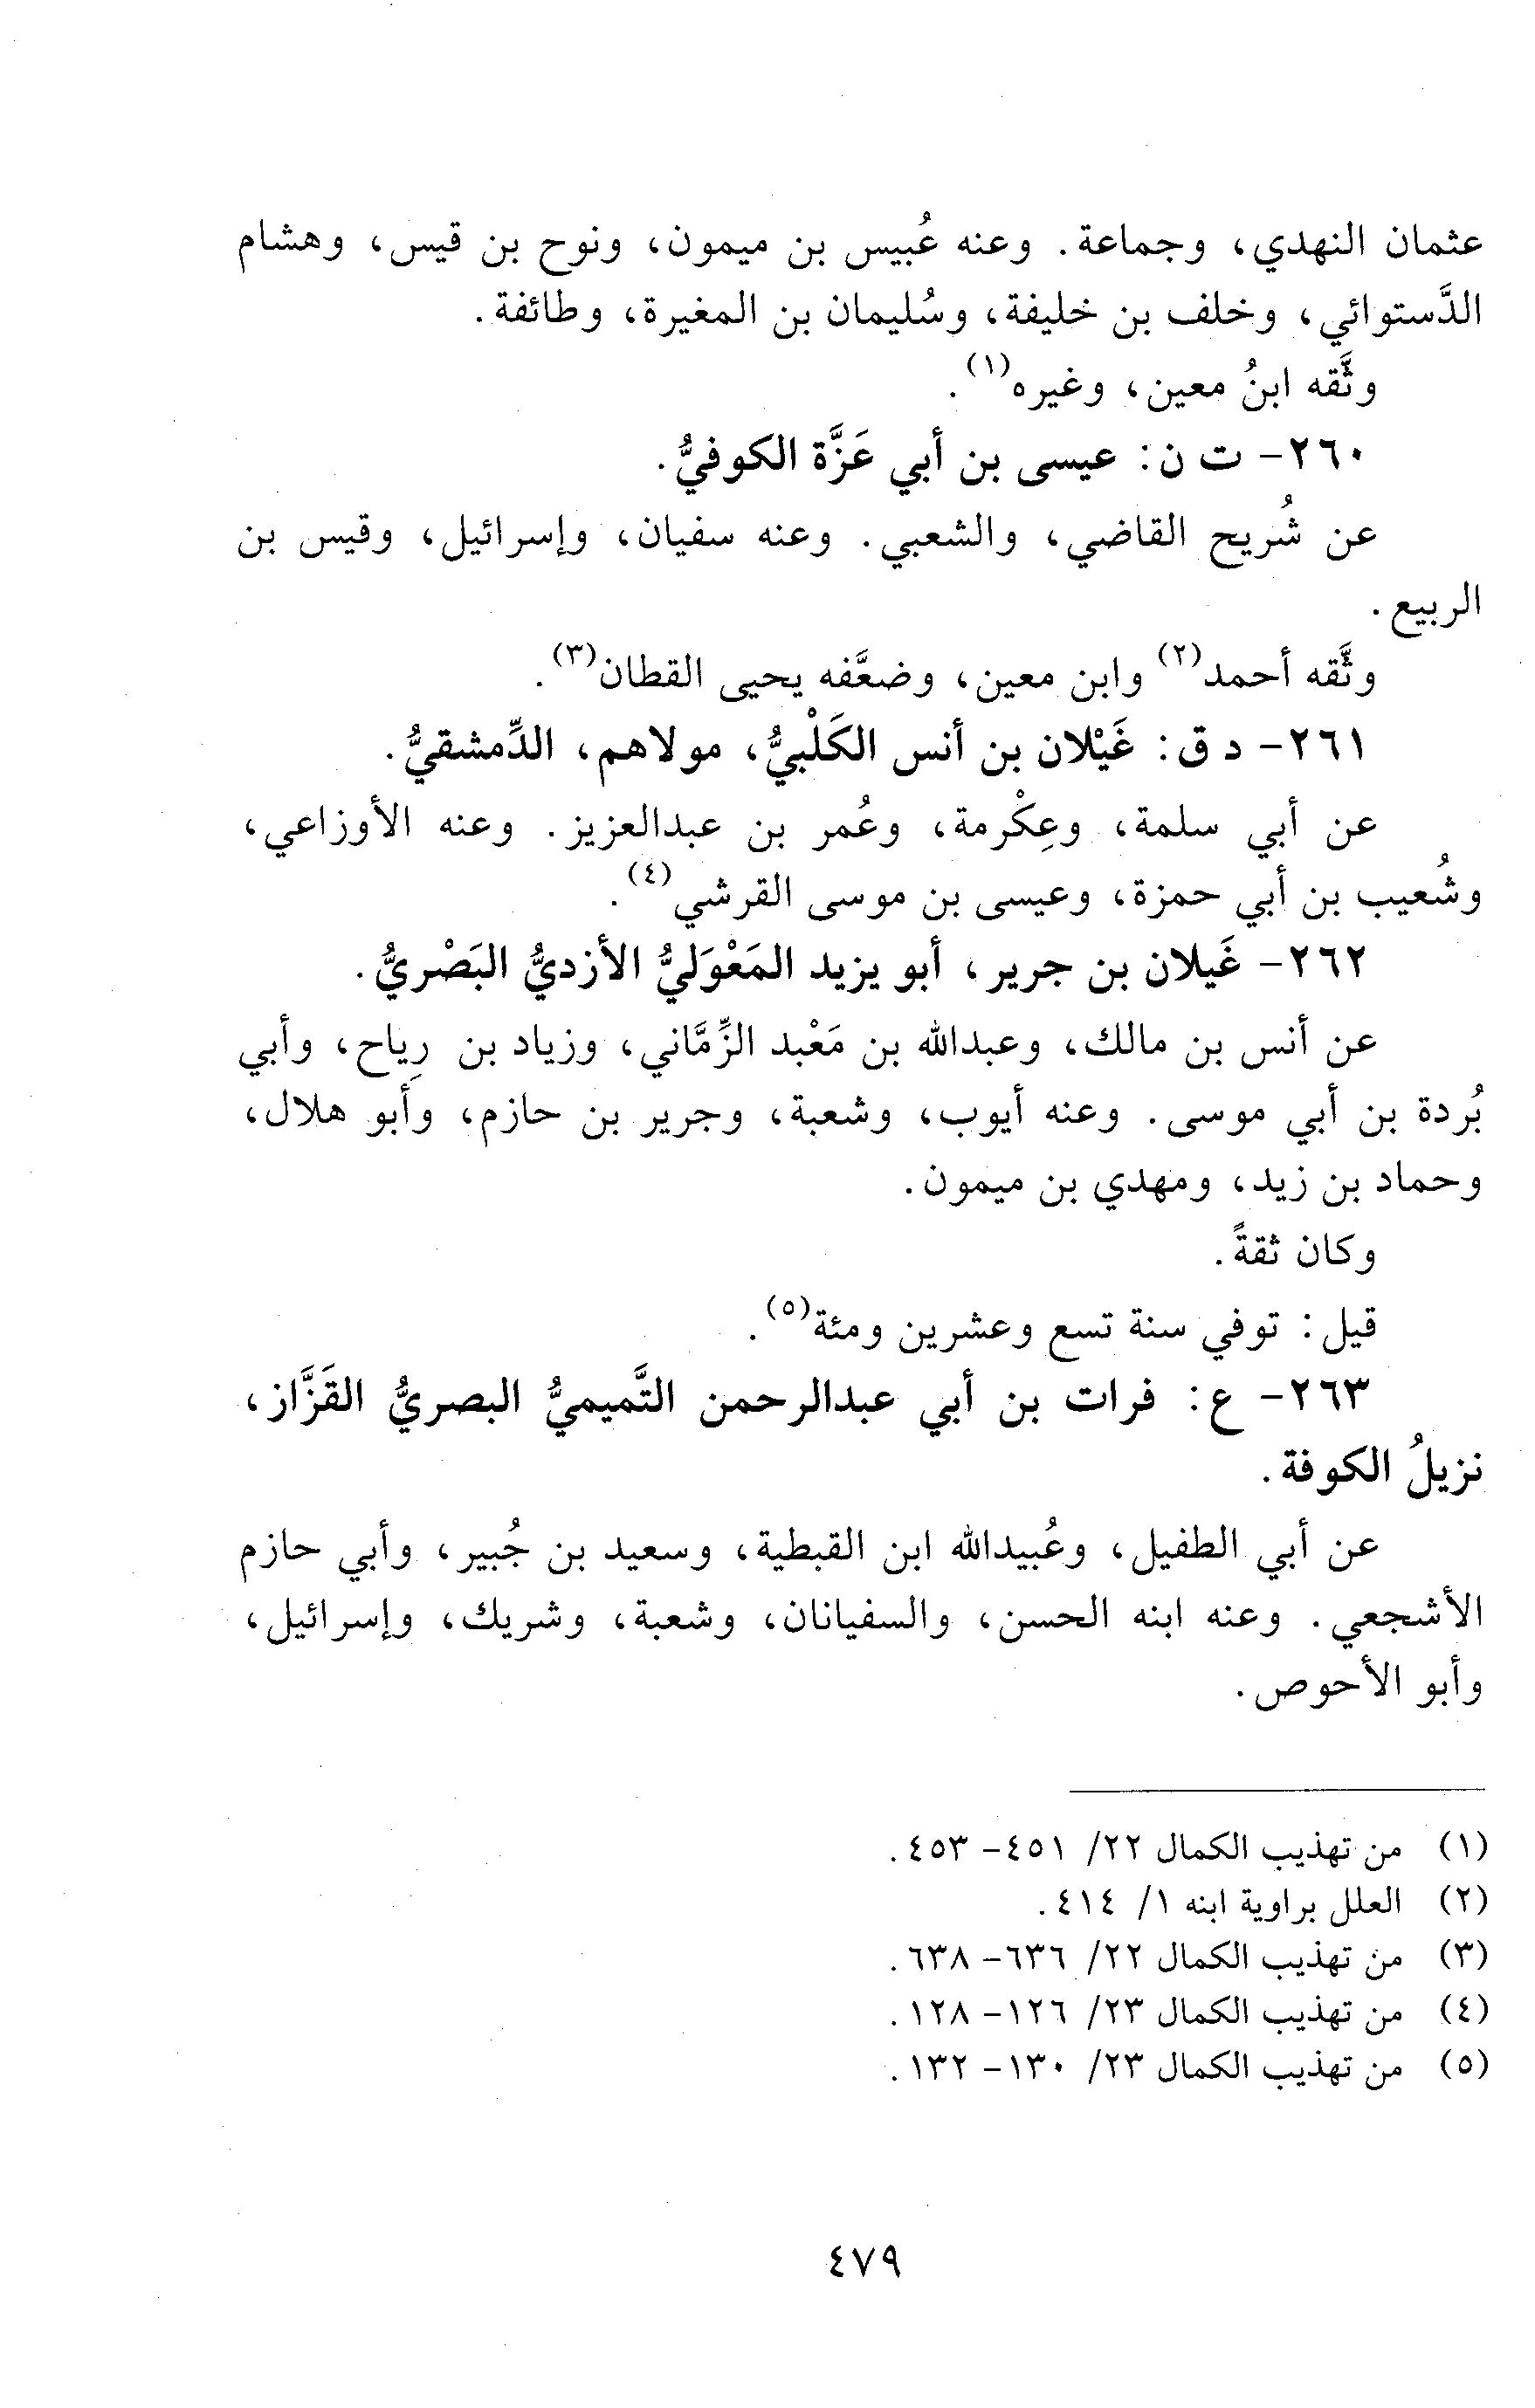 عثمان النهدي، وجماعة. وعنه عُبيس بن ميمون، ونوح بن قيس، وهشام
الدَّستوائي، وخلف بن خليفة، وسُليمان بن المغيرة، وطائفة.
وثَّقه ابنُ معين، وغيره(١).
٢٦٠- ت ن: عيسى بن أبي عَزَّة الكوفيُّ.
عن شُريح القاضي، والشعبي. وعنه سفيان، وإسرائيل، وقيس بن
الربيع.
وثَّقه أحمد(٢) وابن معين، وضعَّفه يحيى القطان(٣).
٢٦١- د ق: غَيْلان بن أنس الكَلْبيُّ، مولاهم، الدِّمشقيُّ.
عن أبي سلمة، وعِكْرمة، وعُمر بن عبدالعزيز. وعنه الأوزاعي،
وشُعيب بن أبي حمزة، وعيسى بن موسى القرشي(٤).
٢٦٢- غَيلان بن جرير، أبو يزيد المَعْوَليُّ الأزديُّ البَصْريُّ.
عن أنس بن مالك، وعبدالله بن مَعْبد الزِّمَّاني، وزياد بن رِياح، وأبي
بُردة بن أبي موسى. وعنه أيوب، وشعبة، وجرير بن حازم، وأبو هلال،
وحماد بن زيد، ومهدي بن ميمون.
وكان ثقةً.
قيل: توفي سنة تسع وعشرين ومئة(٥).
٢٦٣- ع: فرات بن أبي عبدالرحمن التَّميميُّ البصريُّ القَزَّاز،
نزيلُ الكوفة.
عن أبي الطفيل، وعُبيدالله ابن القبطية، وسعيد بن جُبير، وأبي حازم
الأشجعي. وعنه ابنه الحسن، والسفيانان، وشعبة، وشريك، وإسرائيل،
وأبو الأحوص.
(١) من تهذيب الكمال ٢٢/ ٤٥١- ٤٥٣.
(٢) العلل براوية ابنه ١/ ٤١٤.
(٣) من تهذيب الكمال ٢٢/ ٦٣٦- ٦٣٨.
(٤) من تهذيب الكمال ٢٣/ ١٢٦- ١٢٨.
(٥) من تهذيب الكمال ٢٣/ ١٣٠- ١٣٢.
٤٧٩